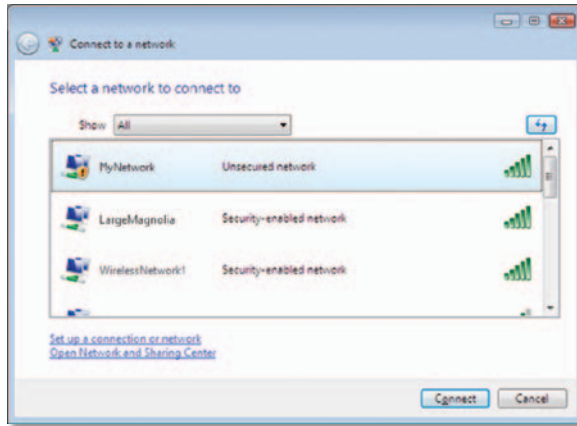 Connect to a network
Select a network to connect to
Show All
MyNetwork Unsecured network
LargeMagnolia Security-enabled network
WirelessNetwork1 Security-enabled network
Set up a connection or network
Open Network and Sharing Center
Connect Cancel